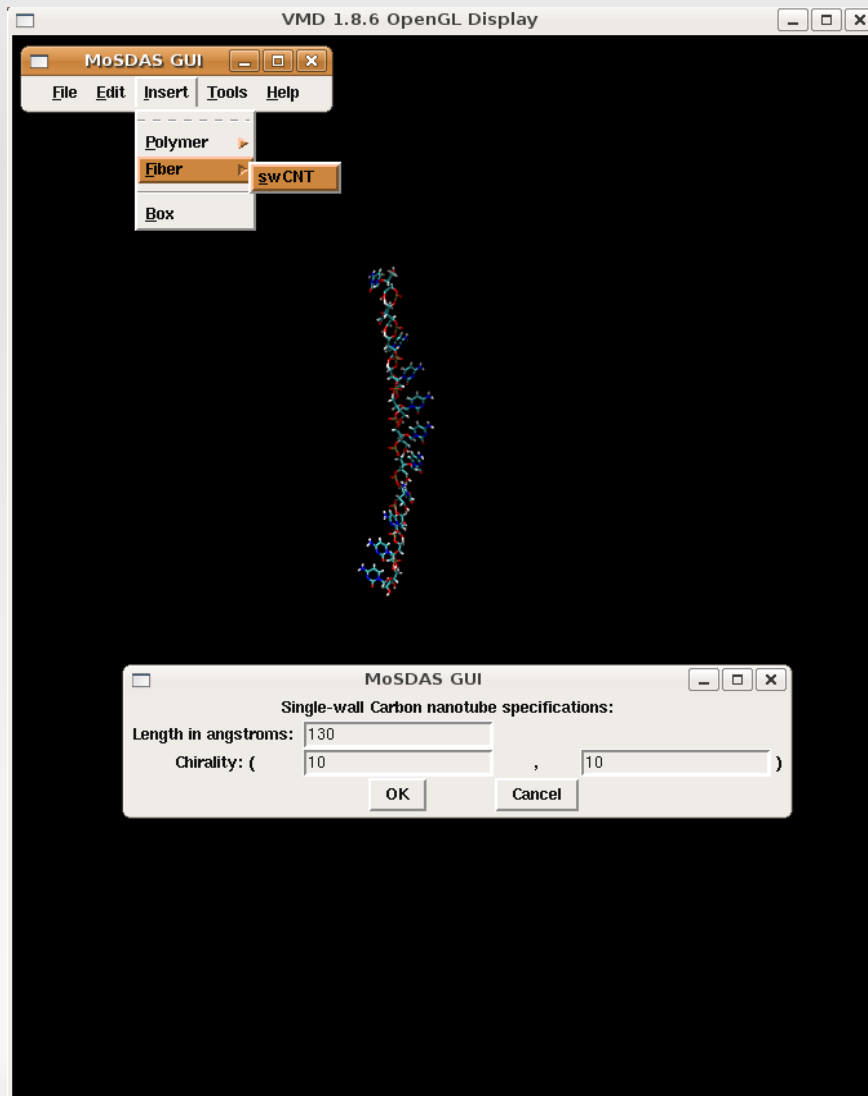 VMD 1.8.6 OpenGL Display
MoSDAS GUI
File Edit Insert Tools Help
Polymer
Fiber
swCNT
Box
MoSDAS GUI
Single-wall Carbon nanotube specifications:
Length in angstroms: 130
Chirality: ( 10 , 10 )
OK Cancel